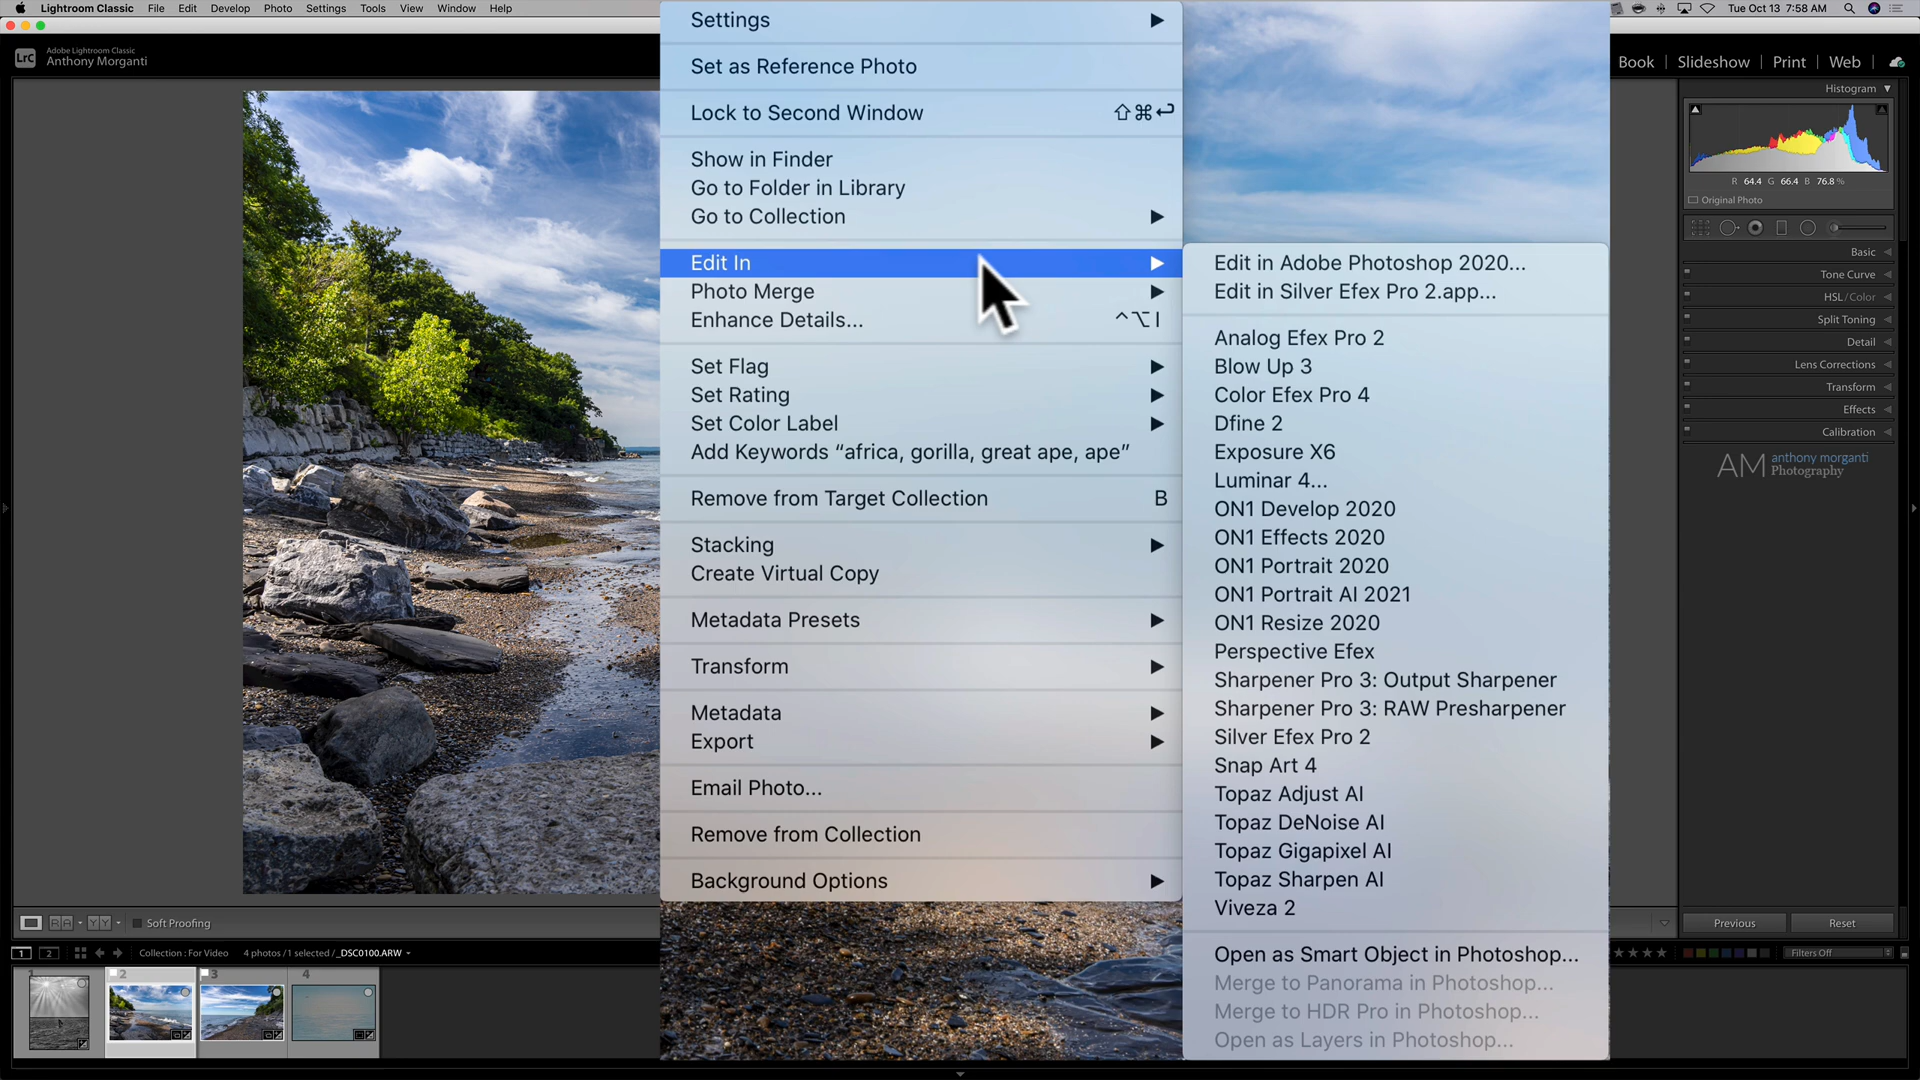 Lightroom Classic File Edit Develop Photo Settings Tools View Window Help
Tue Oct 13 7:58 AM
LrC
Adobe Lightroom Classic
Anthony Morganti
Book | Slideshow | Print | Web
Settings
Set as Reference Photo
Lock to Second Window ⇧⌘↩
Show in Finder
Go to Folder in Library
Go to Collection
Edit In
Photo Merge
Enhance Details... ^⌥I
Set Flag
Set Rating
Set Color Label
Add Keywords “africa, gorilla, great ape, ape”
Remove from Target Collection B
Stacking
Create Virtual Copy
Metadata Presets
Transform
Metadata
Export
Email Photo...
Remove from Collection
Background Options
Edit in Adobe Photoshop 2020...
Edit in Silver Efex Pro 2.app...
Analog Efex Pro 2
Blow Up 3
Color Efex Pro 4
Dfine 2
Exposure X6
Luminar 4...
ON1 Develop 2020
ON1 Effects 2020
ON1 Portrait 2020
ON1 Portrait AI 2021
ON1 Resize 2020
Perspective Efex
Sharpener Pro 3: Output Sharpener
Sharpener Pro 3: RAW Presharpener
Silver Efex Pro 2
Snap Art 4
Topaz Adjust AI
Topaz DeNoise AI
Topaz Gigapixel AI
Topaz Sharpen AI
Viveza 2
Open as Smart Object in Photoshop...
Merge to Panorama in Photoshop...
Merge to HDR Pro in Photoshop...
Open as Layers in Photoshop...
Histogram
R 64.4 G 66.4 B 76.8 %
Original Photo
Basic
Tone Curve
HSL / Color
Split Toning
Detail
Lens Corrections
Transform
Effects
Calibration
AM anthony morganti
Photography
Previous Reset
RA YY Soft Proofing
1 2 Collection : For Video 4 photos / 1 selected / _DSC0100.ARW
Filters Off
1 2 3 4